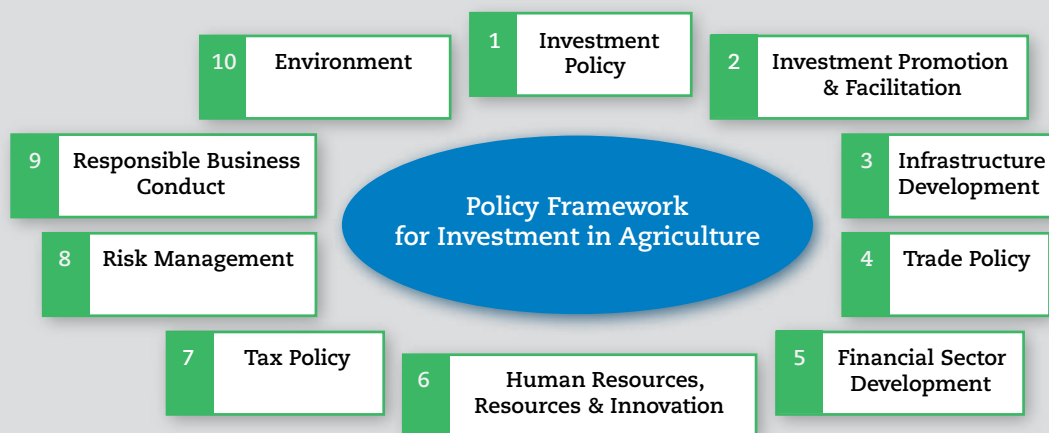 Policy Framework
for Investment in Agriculture
1
Investment
Policy
2
Investment Promotion
& Facilitation
3
Infrastructure
Development
4
Trade Policy
5
Financial Sector
Development
6
Human Resources,
Resources & Innovation
7
Tax Policy
8
Risk Management
9
Responsible Business
Conduct
10
Environment